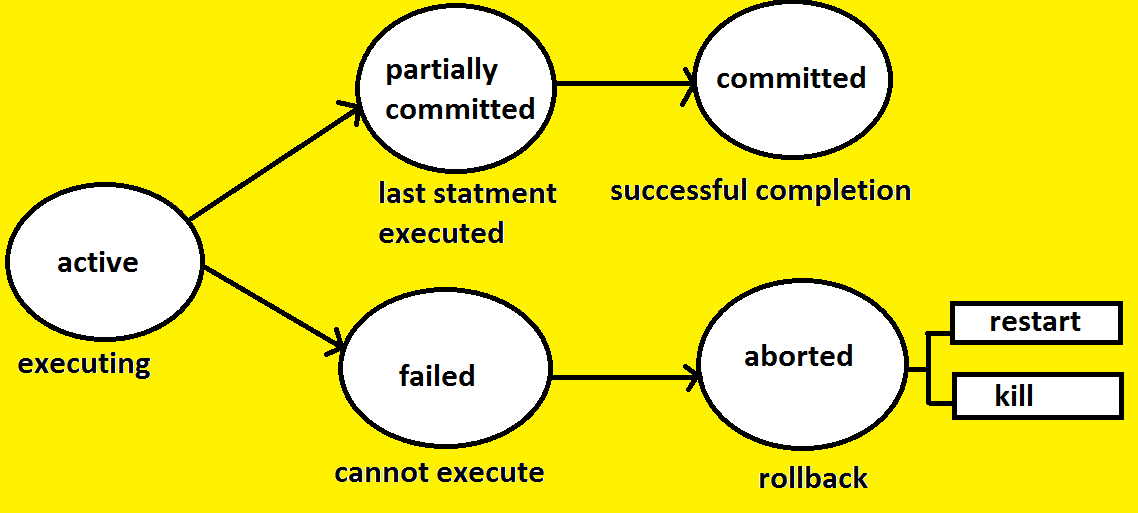 partially
committed
committed
last statment
executed
successful completion
active
executing
failed
cannot execute
aborted
rollback
restart
kill